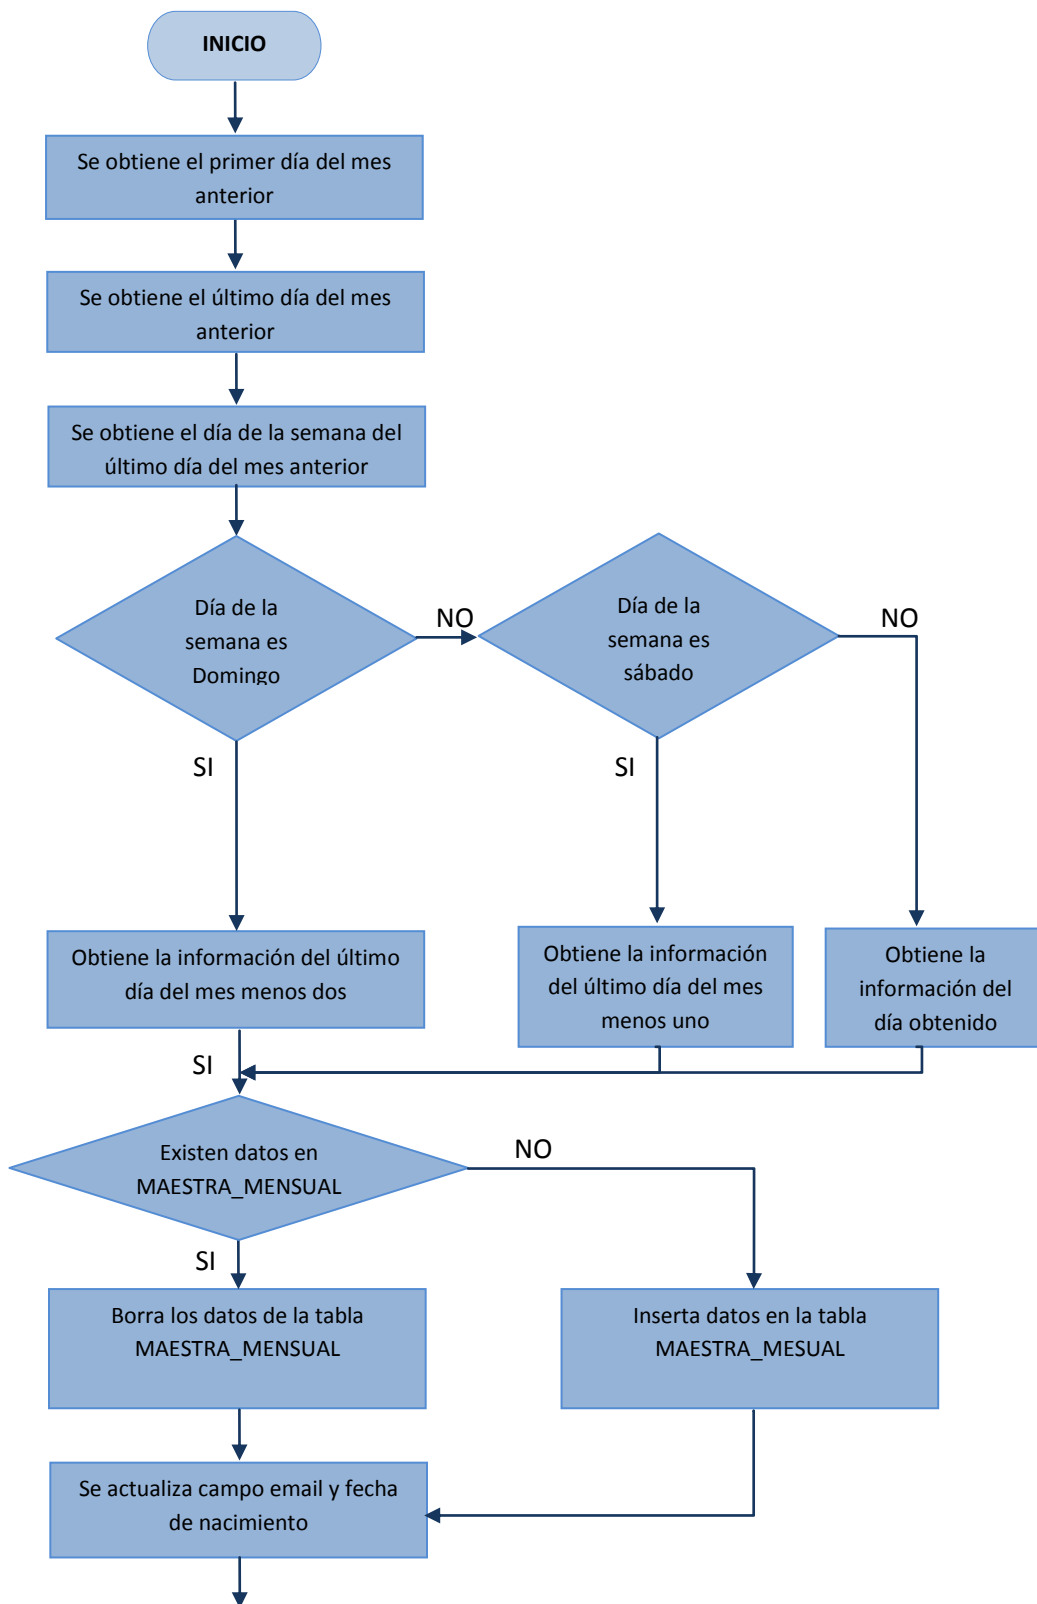 INICIO
Se obtiene el primer día del mes
anterior
Se obtiene el último día del mes
anterior
Se obtiene el día de la semana del
último día del mes anterior
Día de la
semana es
Domingo
NO
Día de la
semana es
sábado
NO
SI
SI
Obtiene la información del último
día del mes menos dos
Obtiene la información
del último día del mes
menos uno
Obtiene la
información del
día obtenido
SI
Existen datos en
MAESTRA_MENSUAL
NO
SI
Borra los datos de la tabla
MAESTRA_MENSUAL
Inserta datos en la tabla
MAESTRA_MESUAL
Se actualiza campo email y fecha
de nacimiento